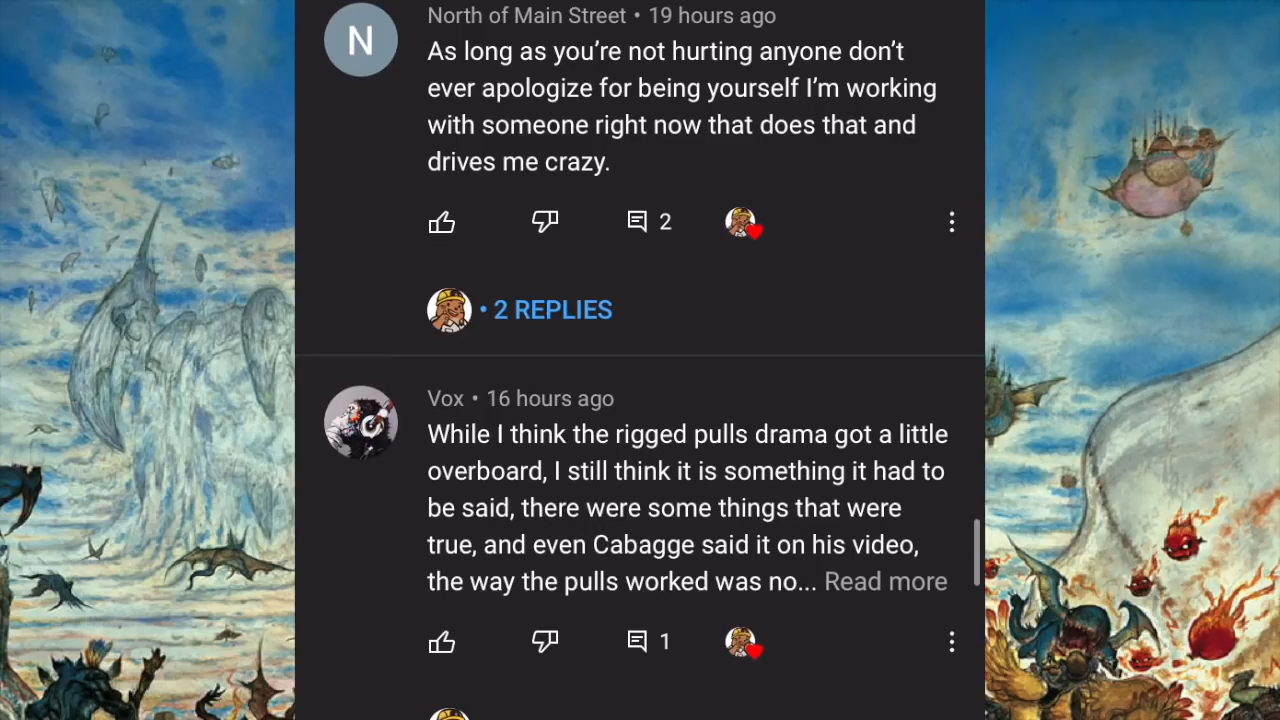 North of Main Street • 19 hours ago
As long as you’re not hurting anyone don’t
ever apologize for being yourself I’m working
with someone right now that does that and
drives me crazy.
2
• 2 REPLIES
Vox • 16 hours ago
While I think the rigged pulls drama got a little
overboard, I still think it is something it had to
be said, there were some things that were
true, and even Cabagge said it on his video,
the way the pulls worked was no... Read more
1
N